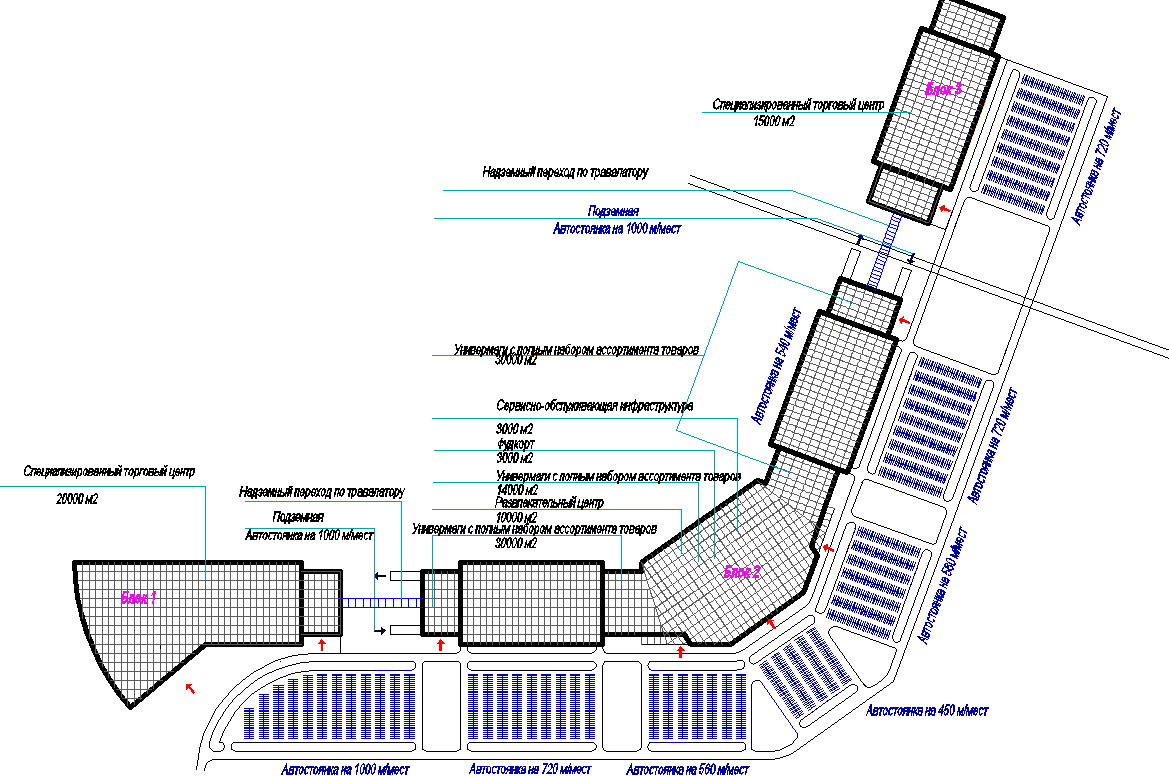 Блок 3
Специализированный торговый центр
15000 м2
Автостоянка на 720 м/мест
Надземный переход по травалатору
Подземная
Автостоянка на 1000 м/мест
Автостоянка на 540 м/мест
Универмаги с полным набором ассортимента товаров
30000 м2
Автостоянка на 720 м/мест
Сервисно-обслуживающая инфраструктура
3000 м2
фудкорт
3000 м2
Универмаги с полным набором ассортимента товаров
14000 м2
Развлекательный центр
10000 м2
Универмаги с полным набором ассортимента товаров
30000 м2
Специализированный торговый центр
20000 м2
Надземный переход по травалатору
Подземная
Автостоянка на 1000 м/мест
Автостоянка на 580 м/мест
Блок 1
Блок 2
Автостоянка на 450 м/мест
Автостоянка на 1000 м/мест
Автостоянка на 720 м/мест
Автостоянка на 560 м/мест